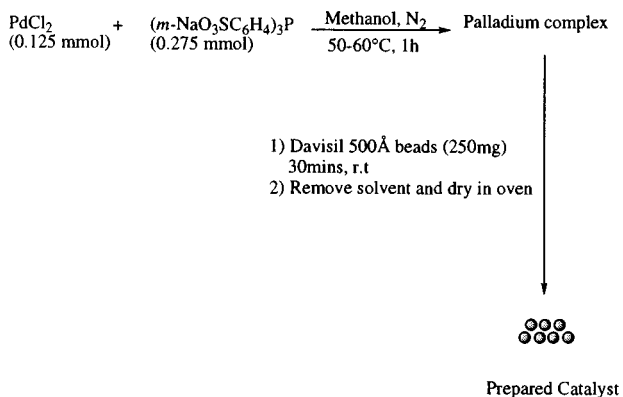 PdCl₂ + (m-NaO₃SC₆H₄)₃P Methanol, N₂ Palladium complex
(0.125 mmol) (0.275 mmol) 50-60°C, 1h
1) Davisil 500Å beads (250mg)
30mins, r.t
2) Remove solvent and dry in oven
Prepared Catalyst